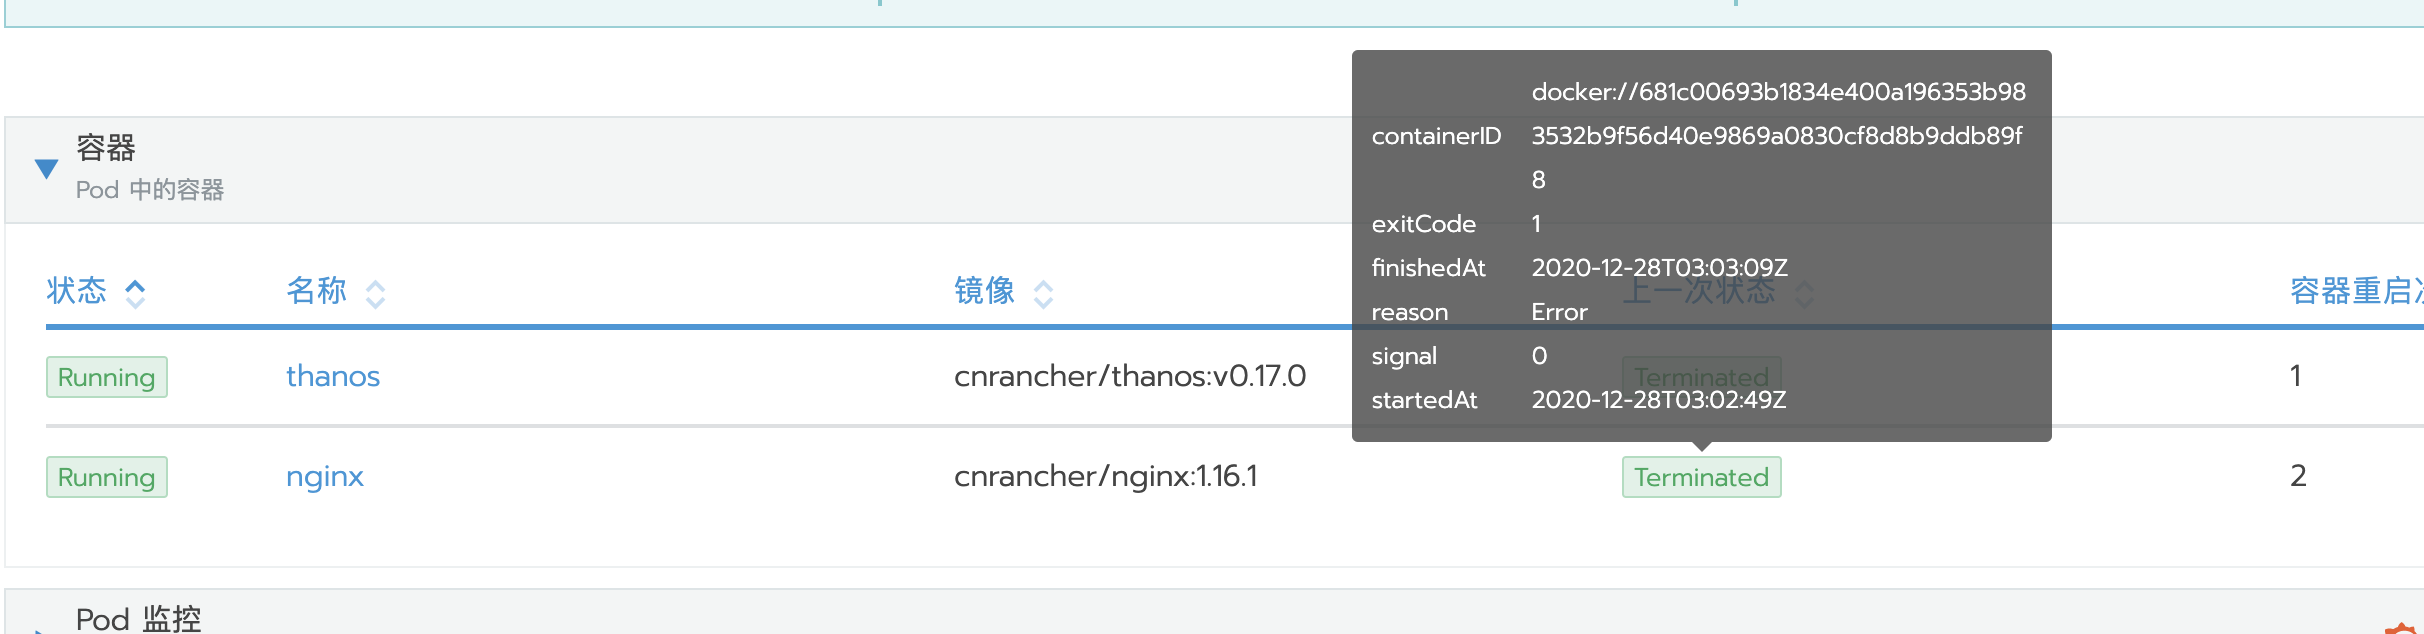 容器
Pod 中的容器
containerID docker://681c00693b1834e400a196353b98
3532b9f56d40e9869a0830cf8d8b9ddb89f
8
exitCode 1
finishedAt 2020-12-28T03:03:09Z
reason Error
signal 0
startedAt 2020-12-28T03:02:49Z
状态 名称 镜像 上一次状态 容器重启
Running thanos cnrancher/thanos:v0.17.0 Terminated 1
Running nginx cnrancher/nginx:1.16.1 Terminated 2
Pod 监控